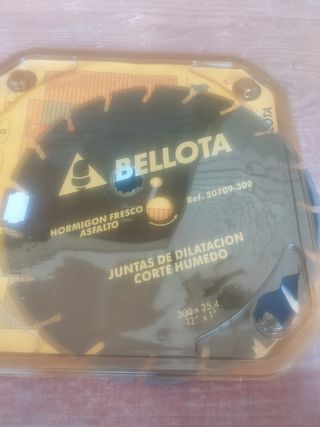 BELLOTA
Ref. 50709-300
HORMIGON FRESCO
ASFALTO
JUNTAS DE DILATACION
CORTE HUMEDO
300 x 25,4
12" x 1"